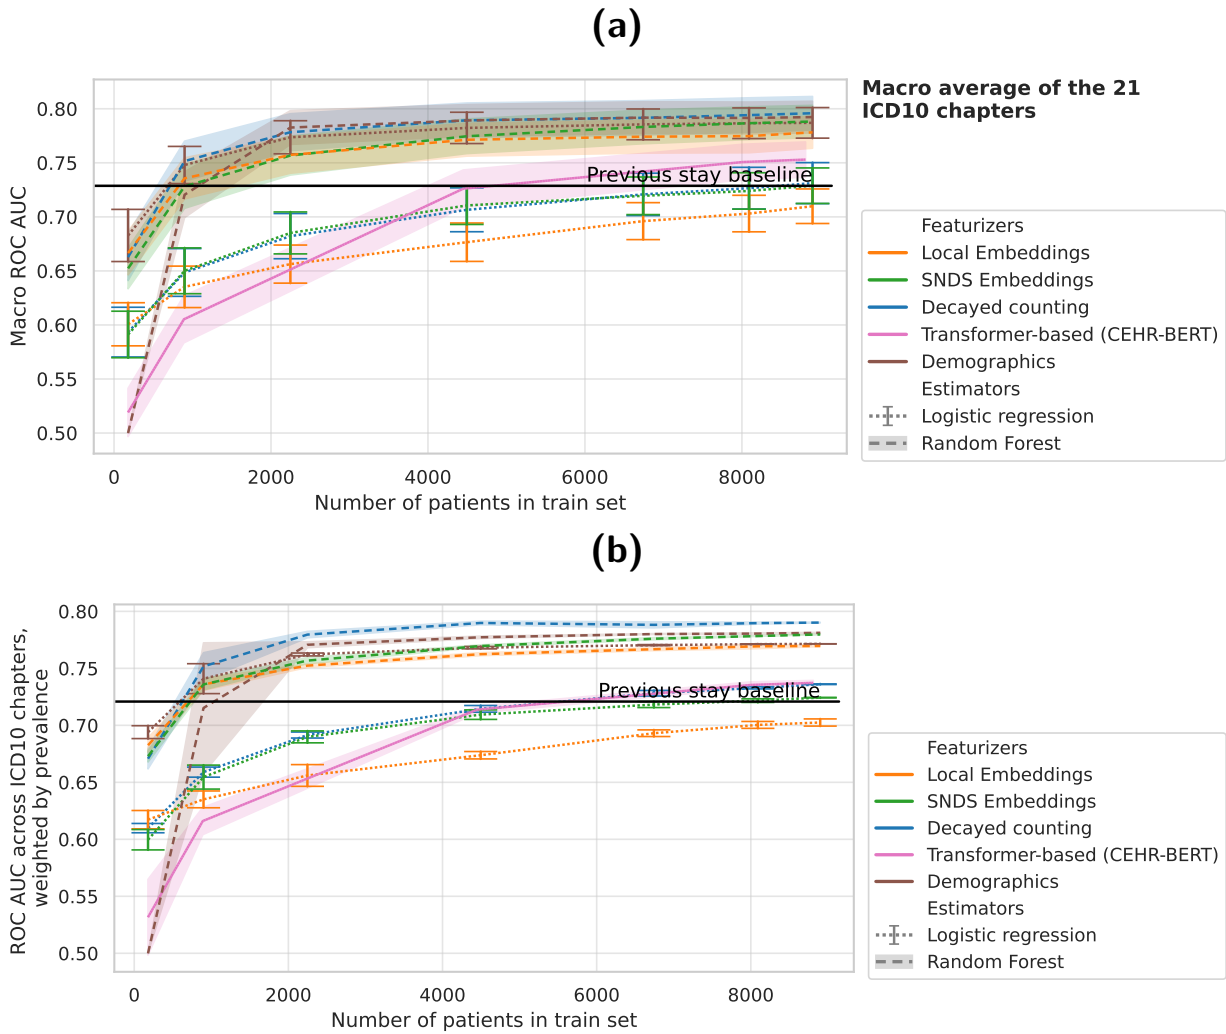 (a)
Macro average of the 21
ICD10 chapters
0.80
0.75
0.70
0.65
0.60
0.55
0.50
Macro ROC AUC
Previous stay baseline
0
2000
4000
6000
8000
Number of patients in train set
Featurizers
Local Embeddings
SNDS Embeddings
Decayed counting
Transformer-based (CEHR-BERT)
Demographics
Estimators
Logistic regression
Random Forest
(b)
0.80
0.75
0.70
0.65
0.60
0.55
0.50
ROC AUC across ICD10 chapters,
weighted by prevalence
Previous stay baseline
0
2000
4000
6000
8000
Number of patients in train set
Featurizers
Local Embeddings
SNDS Embeddings
Decayed counting
Transformer-based (CEHR-BERT)
Demographics
Estimators
Logistic regression
Random Forest